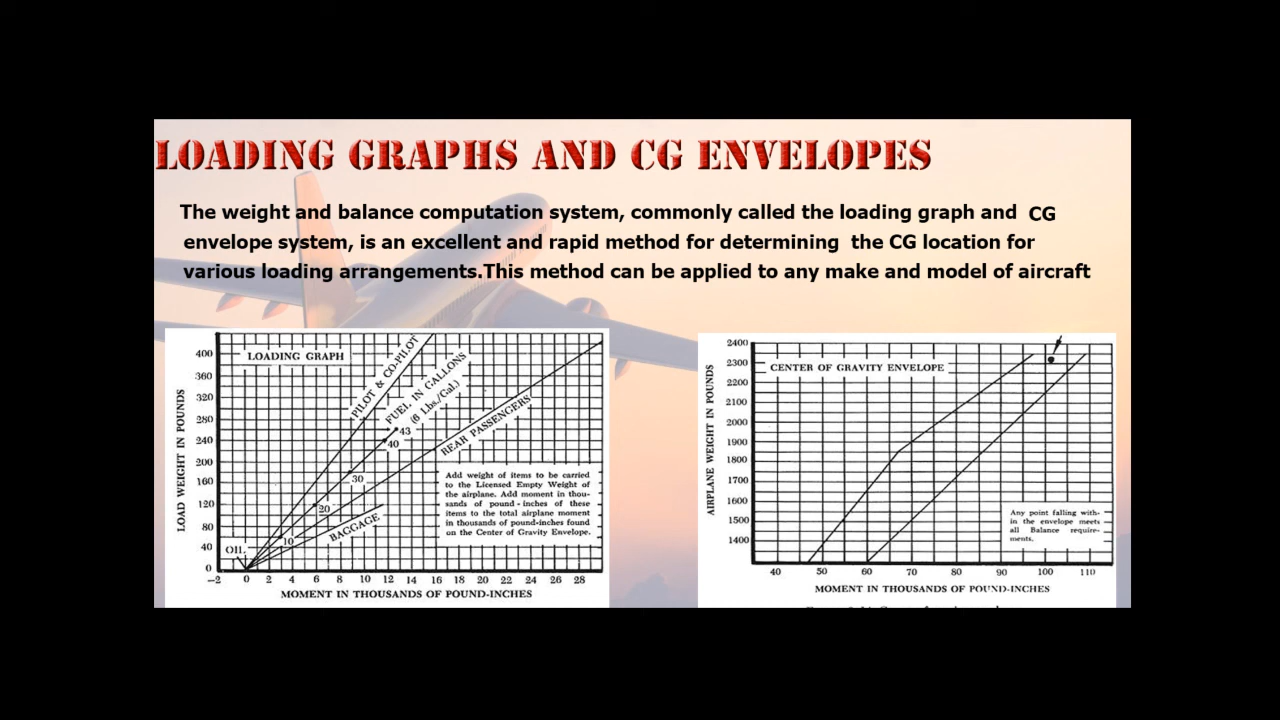 LOADING GRAPHS AND CG ENVELOPES
The weight and balance computation system, commonly called the loading graph and CG
envelope system, is an excellent and rapid method for determining the CG location for
various loading arrangements.This method can be applied to any make and model of aircraft
LOADING GRAPH
LOAD WEIGHT IN POUNDS
400
360
320
280
240
200
160
120
80
40
0
PILOT & CO-PILOT
FUEL IN GALLONS
(6 Lbs./Gal.)
REAR PASSENGERS
BAGGAGE
OIL
43
40
30
20
10
Add weight of items to be carried
to the Licensed Empty Weight of
the airplane. Add moment in thou-
sands of pound - inches of these
items to the total airplane moment
in thousands of pound-inches found
on the Center of Gravity Envelope.
-2 0 2 4 6 8 10 12 14 16 18 20 22 24 26 28
MOMENT IN THOUSANDS OF POUND-INCHES
CENTER OF GRAVITY ENVELOPE
AIRPLANE WEIGHT IN POUNDS
2400
2300
2200
2100
2000
1900
1800
1700
1600
1500
1400
Any point falling with-
in the envelope meets
all Balance require-
ments.
40 50 60 70 80 90 100 110
MOMENT IN THOUSANDS OF POUND-INCHES